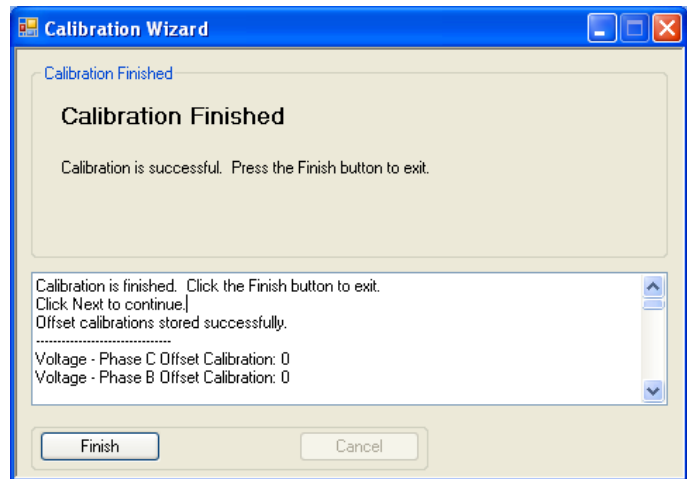 Calibration Wizard
Calibration Finished
Calibration Finished
Calibration is successful.  Press the Finish button to exit.
Calibration is finished.  Click the Finish button to exit.
Click Next to continue.
Offset calibrations stored successfully.
--------------------------------
Voltage - Phase C Offset Calibration: 0
Voltage - Phase B Offset Calibration: 0
Finish
Cancel